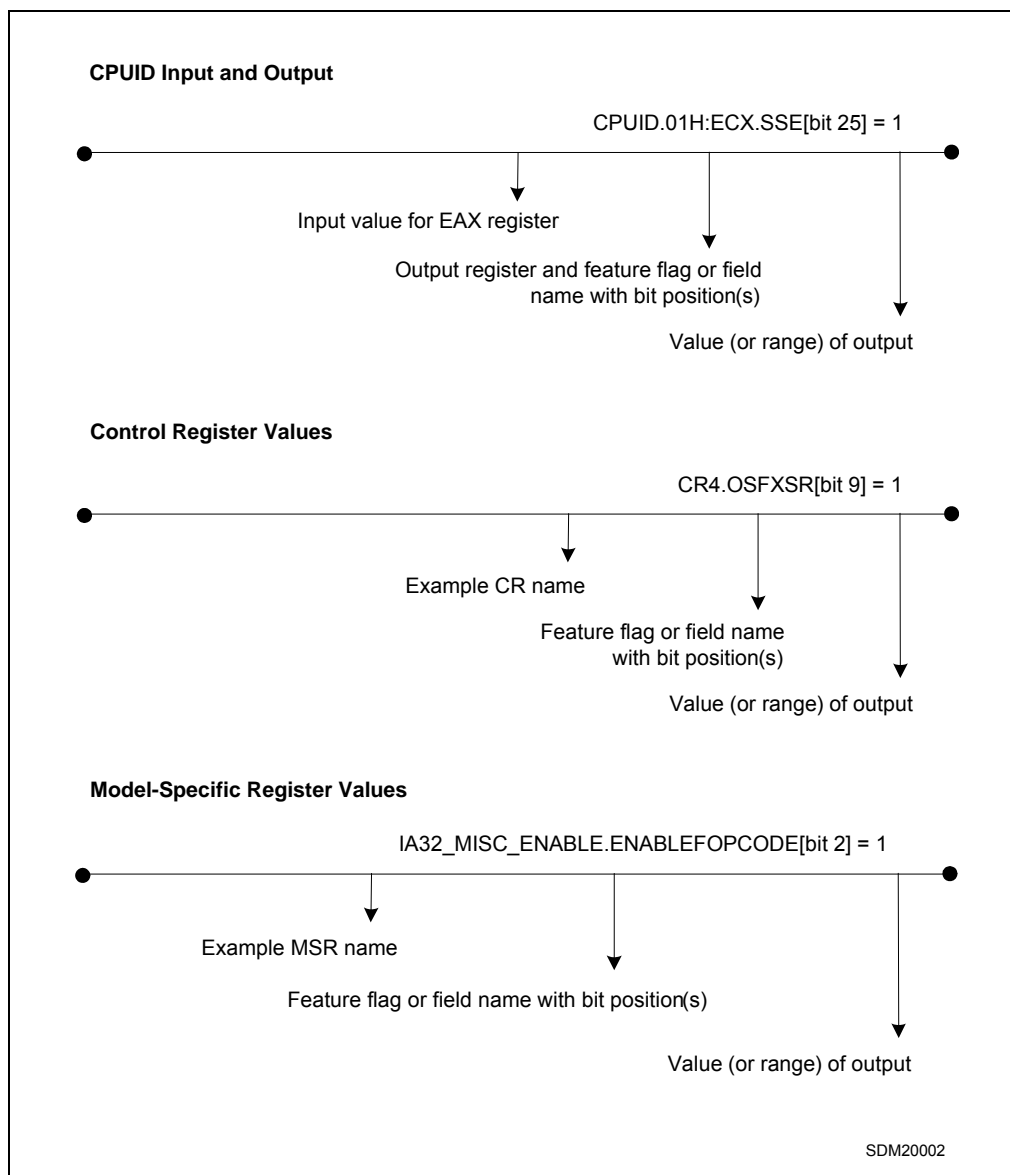 CPUID Input and Output
CPUID.01H:ECX.SSE[bit 25] = 1
Input value for EAX register
Output register and feature flag or field
name with bit position(s)
Value (or range) of output
Control Register Values
CR4.OSFXSR[bit 9] = 1
Example CR name
Feature flag or field name
with bit position(s)
Value (or range) of output
Model-Specific Register Values
IA32_MISC_ENABLE.ENABLEFOPCODE[bit 2] = 1
Example MSR name
Feature flag or field name with bit position(s)
Value (or range) of output
SDM20002